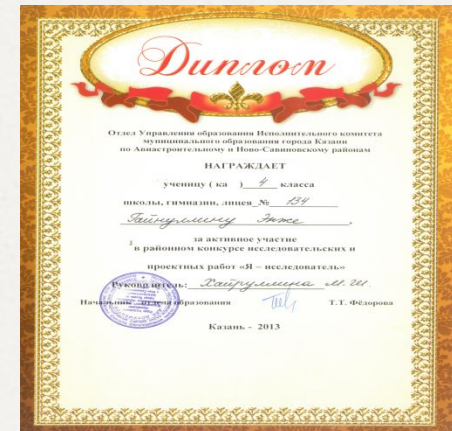 Диплом
Отдел Управления образования Исполнительного комитета
муниципального образования города Казани
по Авиастроительному и Ново-Савиновскому районам
НАГРАЖДАЕТ
ученицу ( ка ) 4 класса
школы, гимназии, лицея № 134
Гайнуллину Энже ,
за активное участие
в районном конкурсе исследовательских и
проектных работ «Я – исследователь»
Руководитель: Хайруллина М.Ш.
Начальник отдела образования Т.Т. Фёдорова
Казань - 2013